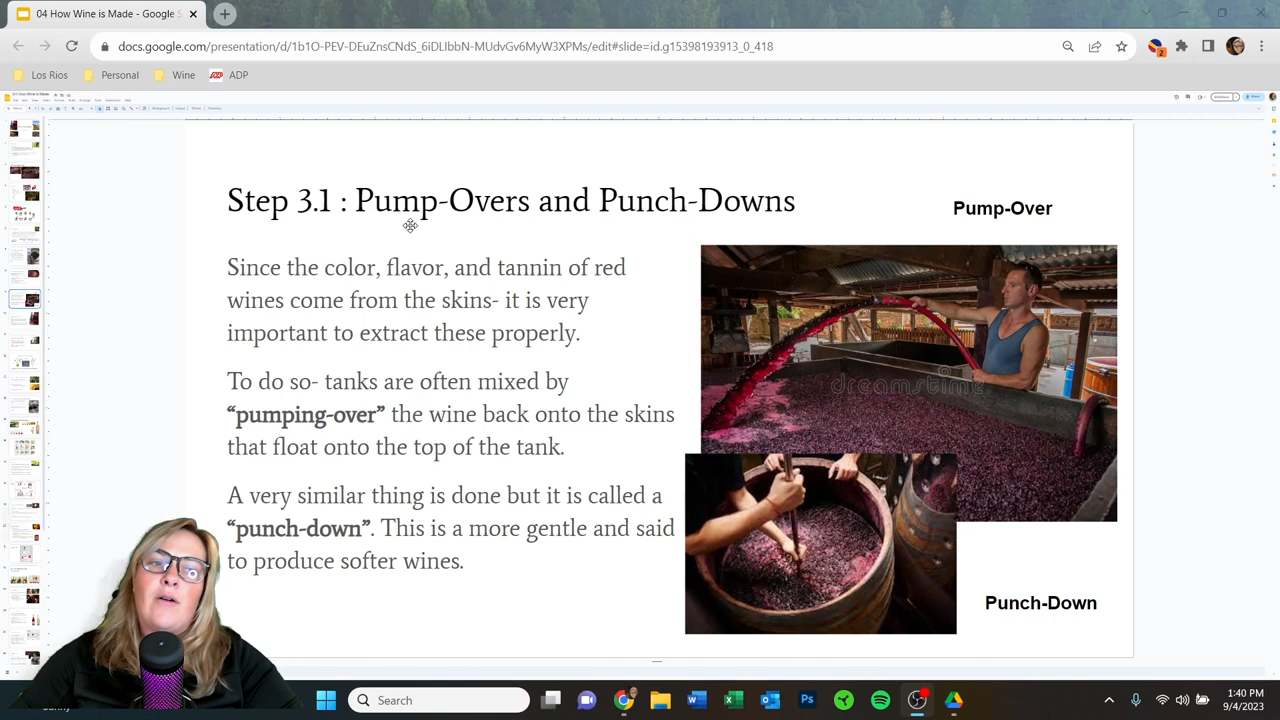 04 How Wine is Made - Google S
docs.google.com/presentation/d/1b1O-PEV-DEuZnsCNdS_6iDLIbIqN-MUdvGv6MyW3XPMs/edit#slide=id.g15398193913_0_418
Los Rios
Personal
Wine
ADP
Step 3.1 : Pump-Overs and Punch-Downs
Pump-Over
Since the color, flavor, and tannin of red
wines come from the skins- it is very
important to extract these properly.
To do so- tanks are often mixed by
“pumping-over” the wine back onto the skins
that float onto the top of the tank.
dreamstime
A very similar thing is done but it is called a
“punch-down”. This is a more gentle and said
to produce softer wines.
Punch-Down
Sunny
Search
1:40 PM
9/4/2023